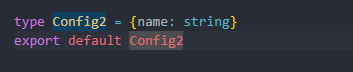 type Config2 = {name: string}
export default Config2